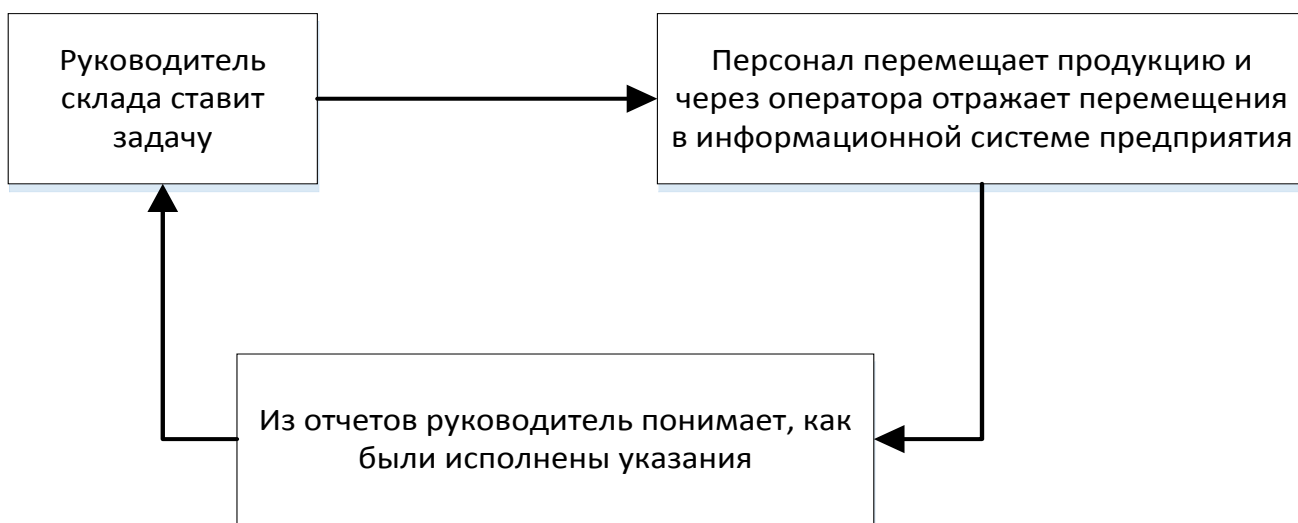 Руководитель
склада ставит
задачу
Персонал перемещает продукцию и
через оператора отражает перемещения
в информационной системе предприятия
Из отчетов руководитель понимает, как
были исполнены указания